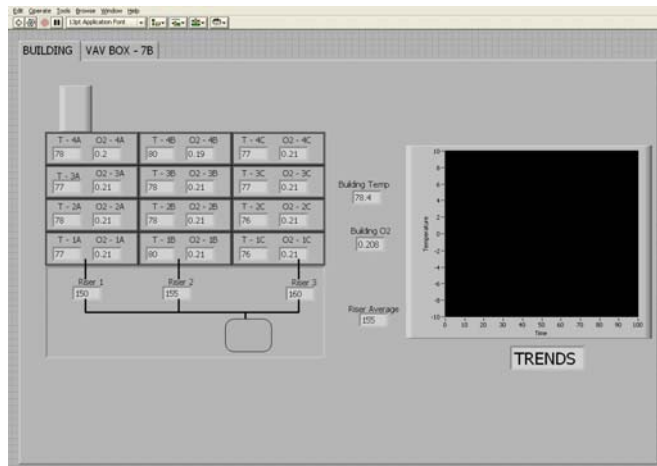 Edit Operate Tools Browse Window Help
13pt Application Font
BUILDING VAV BOX - 7B
T - 4A O2 - 4A T - 4B O2 - 4B T - 4C O2 - 4C
78 0.2 80 0.19 77 0.21
T - 3A O2 - 3A T - 3B O2 - 3B T - 3C O2 - 3C
77 0.21 78 0.21 77 0.21
T - 2A O2 - 2A T - 2B O2 - 2B T - 2C O2 - 2C
78 0.21 78 0.21 76 0.21
T - 1A O2 - 1A T - 1B O2 - 1B T - 1C O2 - 1C
77 0.21 80 0.21 76 0.21
Riser 1 Riser 2 Riser 3
150 155 160
Building Temp
78.4
Building O2
0.208
Riser Average
155
Temperature
10
8
6
4
2
0
-2
-4
-6
-8
-10
0 10 20 30 40 50 60 70 80 90 100
Time
TRENDS